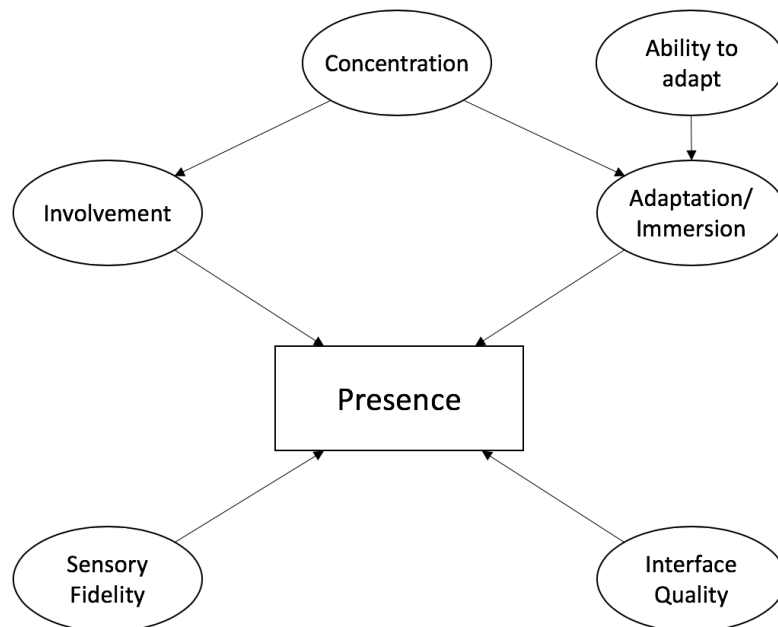 Concentration
Ability to
adapt
Involvement
Adaptation/
Immersion
Presence
Sensory
Fidelity
Interface
Quality